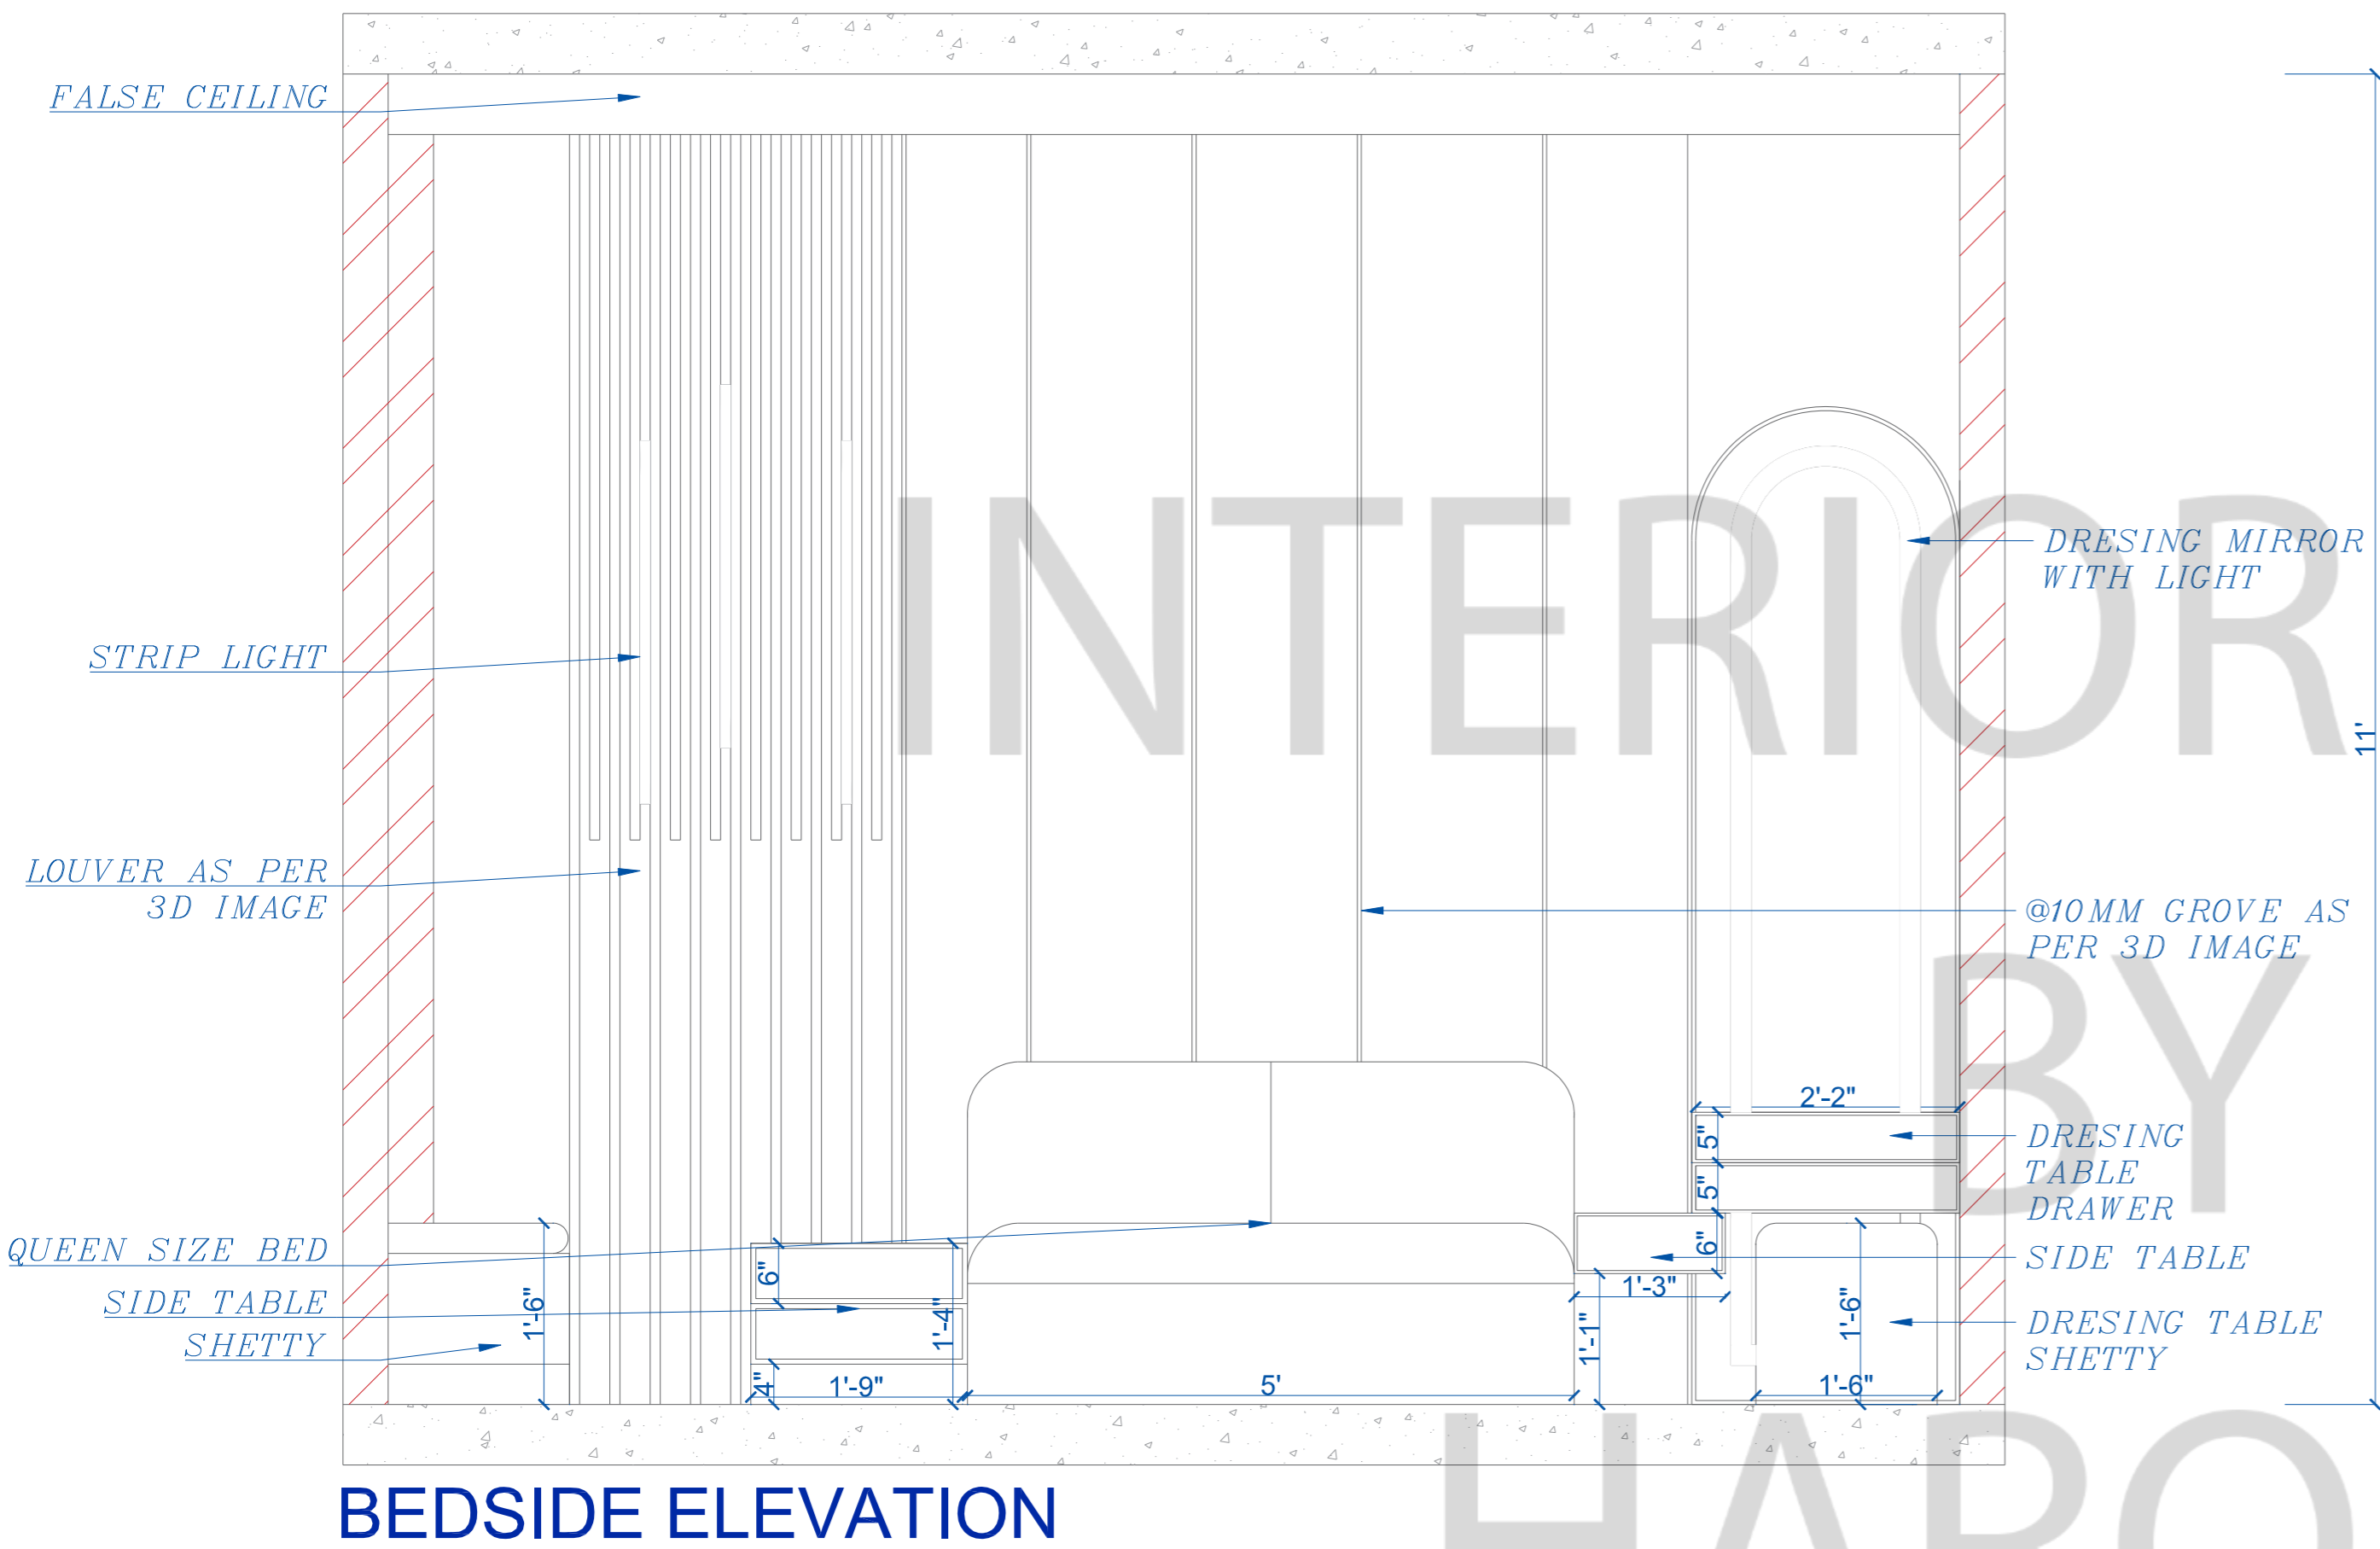 FALSE CEILING
STRIP LIGHT
LOUVER AS PER
3D IMAGE
QUEEN SIZE BED
SIDE TABLE
SHETTY
1'-6"
6"
4"
1'-9"
1'-4"
5'
1'-1"
1'-3"
6"
5"
5"
2'-2"
1'-6"
1'-6"
DRESING MIRROR
WITH LIGHT
@10MM GROVE AS
PER 3D IMAGE
DRESING
TABLE
DRAWER
SIDE TABLE
DRESING TABLE
SHETTY
11'
INTERIOR
BY
BEDSIDE ELEVATION